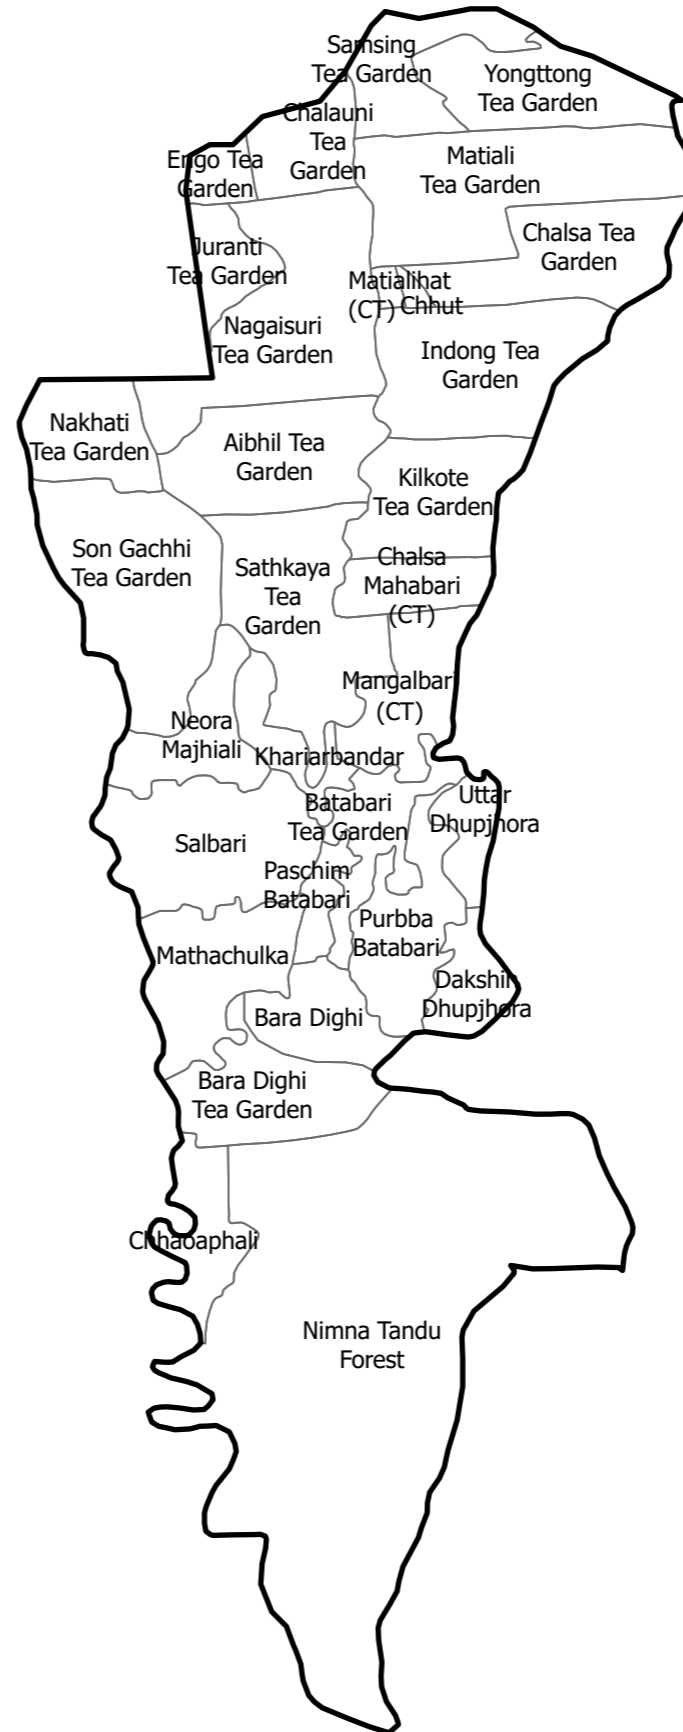 Samsing
Tea Garden
Yongttong
Tea Garden
Chalauni
Tea
Garden
Engo Tea
Garden
Matiali
Tea Garden
Chalsa Tea
Garden
Juranti
Tea Garden
Matialihat
(CT)
Chhut
Nagaisuri
Tea Garden
Indong Tea
Garden
Nakhati
Tea Garden
Aibhil Tea
Garden
Kilkote
Tea Garden
Son Gachhi
Tea Garden
Sathkaya
Tea
Garden
Chalsa
Mahabari
(CT)
Mangalbari
(CT)
Neora
Majhiali
Khariarbandar
Batabari
Tea Garden
Uttar
Dhupjhora
Salbari
Paschim
Batabari
Purbba
Batabari
Mathachulka
Dakshin
Dhupjhora
Bara Dighi
Bara Dighi
Tea Garden
Chhaoaphali
Nimna Tandu
Forest